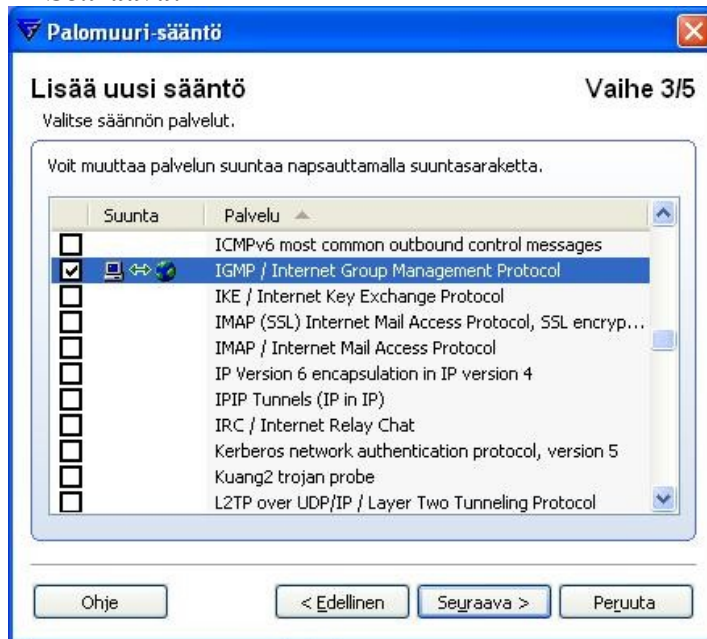 Palomuuri-sääntö
Lisää uusi sääntö
Vaihe 3/5
Valitse säännön palvelut.
Voit muuttaa palvelun suuntaa napsauttamalla suuntasaraketta.
Suunta Palvelu
ICMPv6 most common outbound control messages
IGMP / Internet Group Management Protocol
IKE / Internet Key Exchange Protocol
IMAP (SSL) Internet Mail Access Protocol, SSL encryp...
IMAP / Internet Mail Access Protocol
IP Version 6 encapsulation in IP version 4
IPIP Tunnels (IP in IP)
IRC / Internet Relay Chat
Kerberos network authentication protocol, version 5
Kuang2 trojan probe
L2TP over UDP/IP / Layer Two Tunneling Protocol
Ohje
< Edellinen
Seuraava >
Peruuta